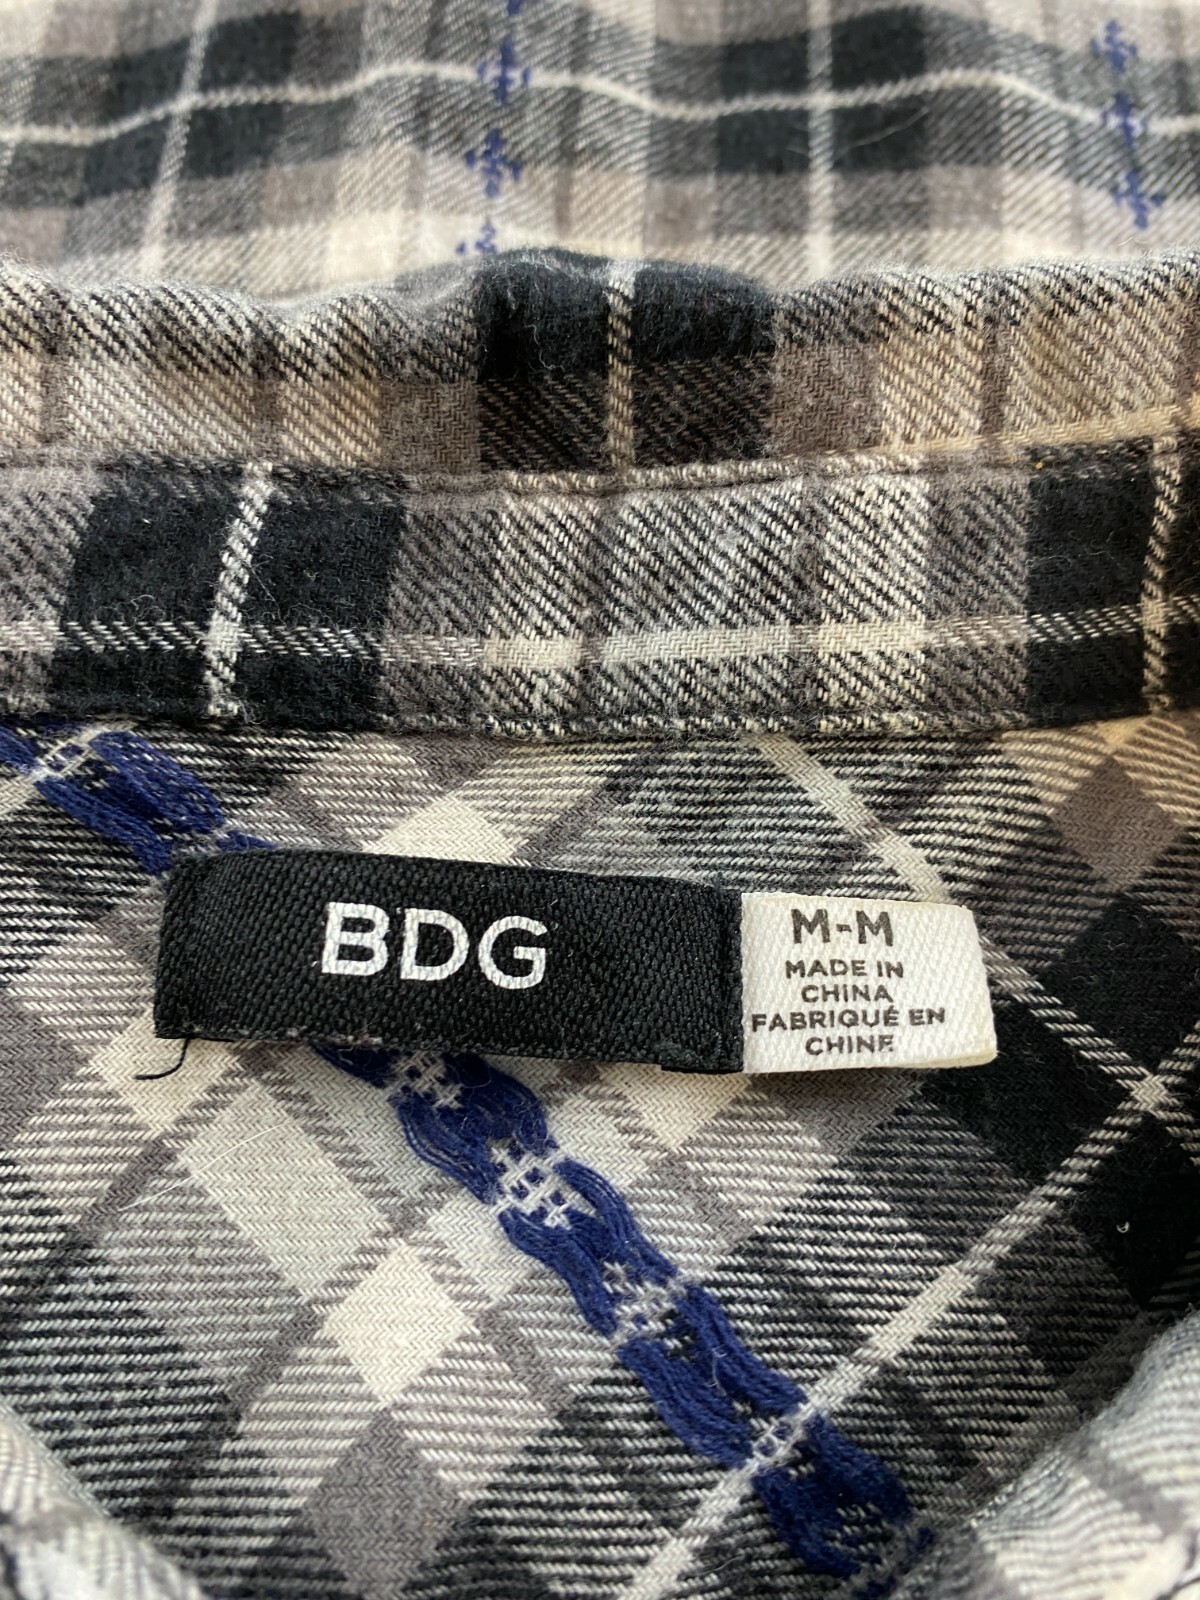 BDG
M-M
MADE IN
CHINA
FABRIQUÉ EN
CHINE